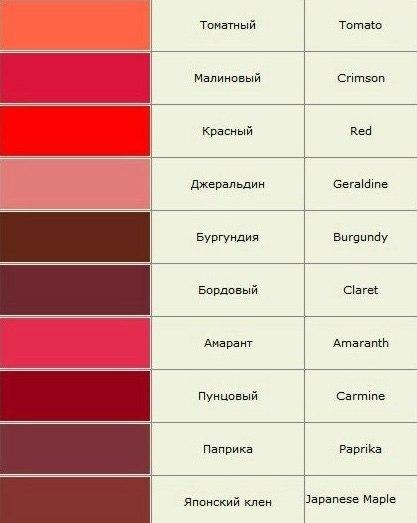 Томатный Tomato
Малиновый Crimson
Красный Red
Джеральдин Geraldine
Бургундия Burgundy
Бордовый Claret
Амарант Amaranth
Пунцовый Carmine
Паприка Paprika
Японский клен Japanese Maple